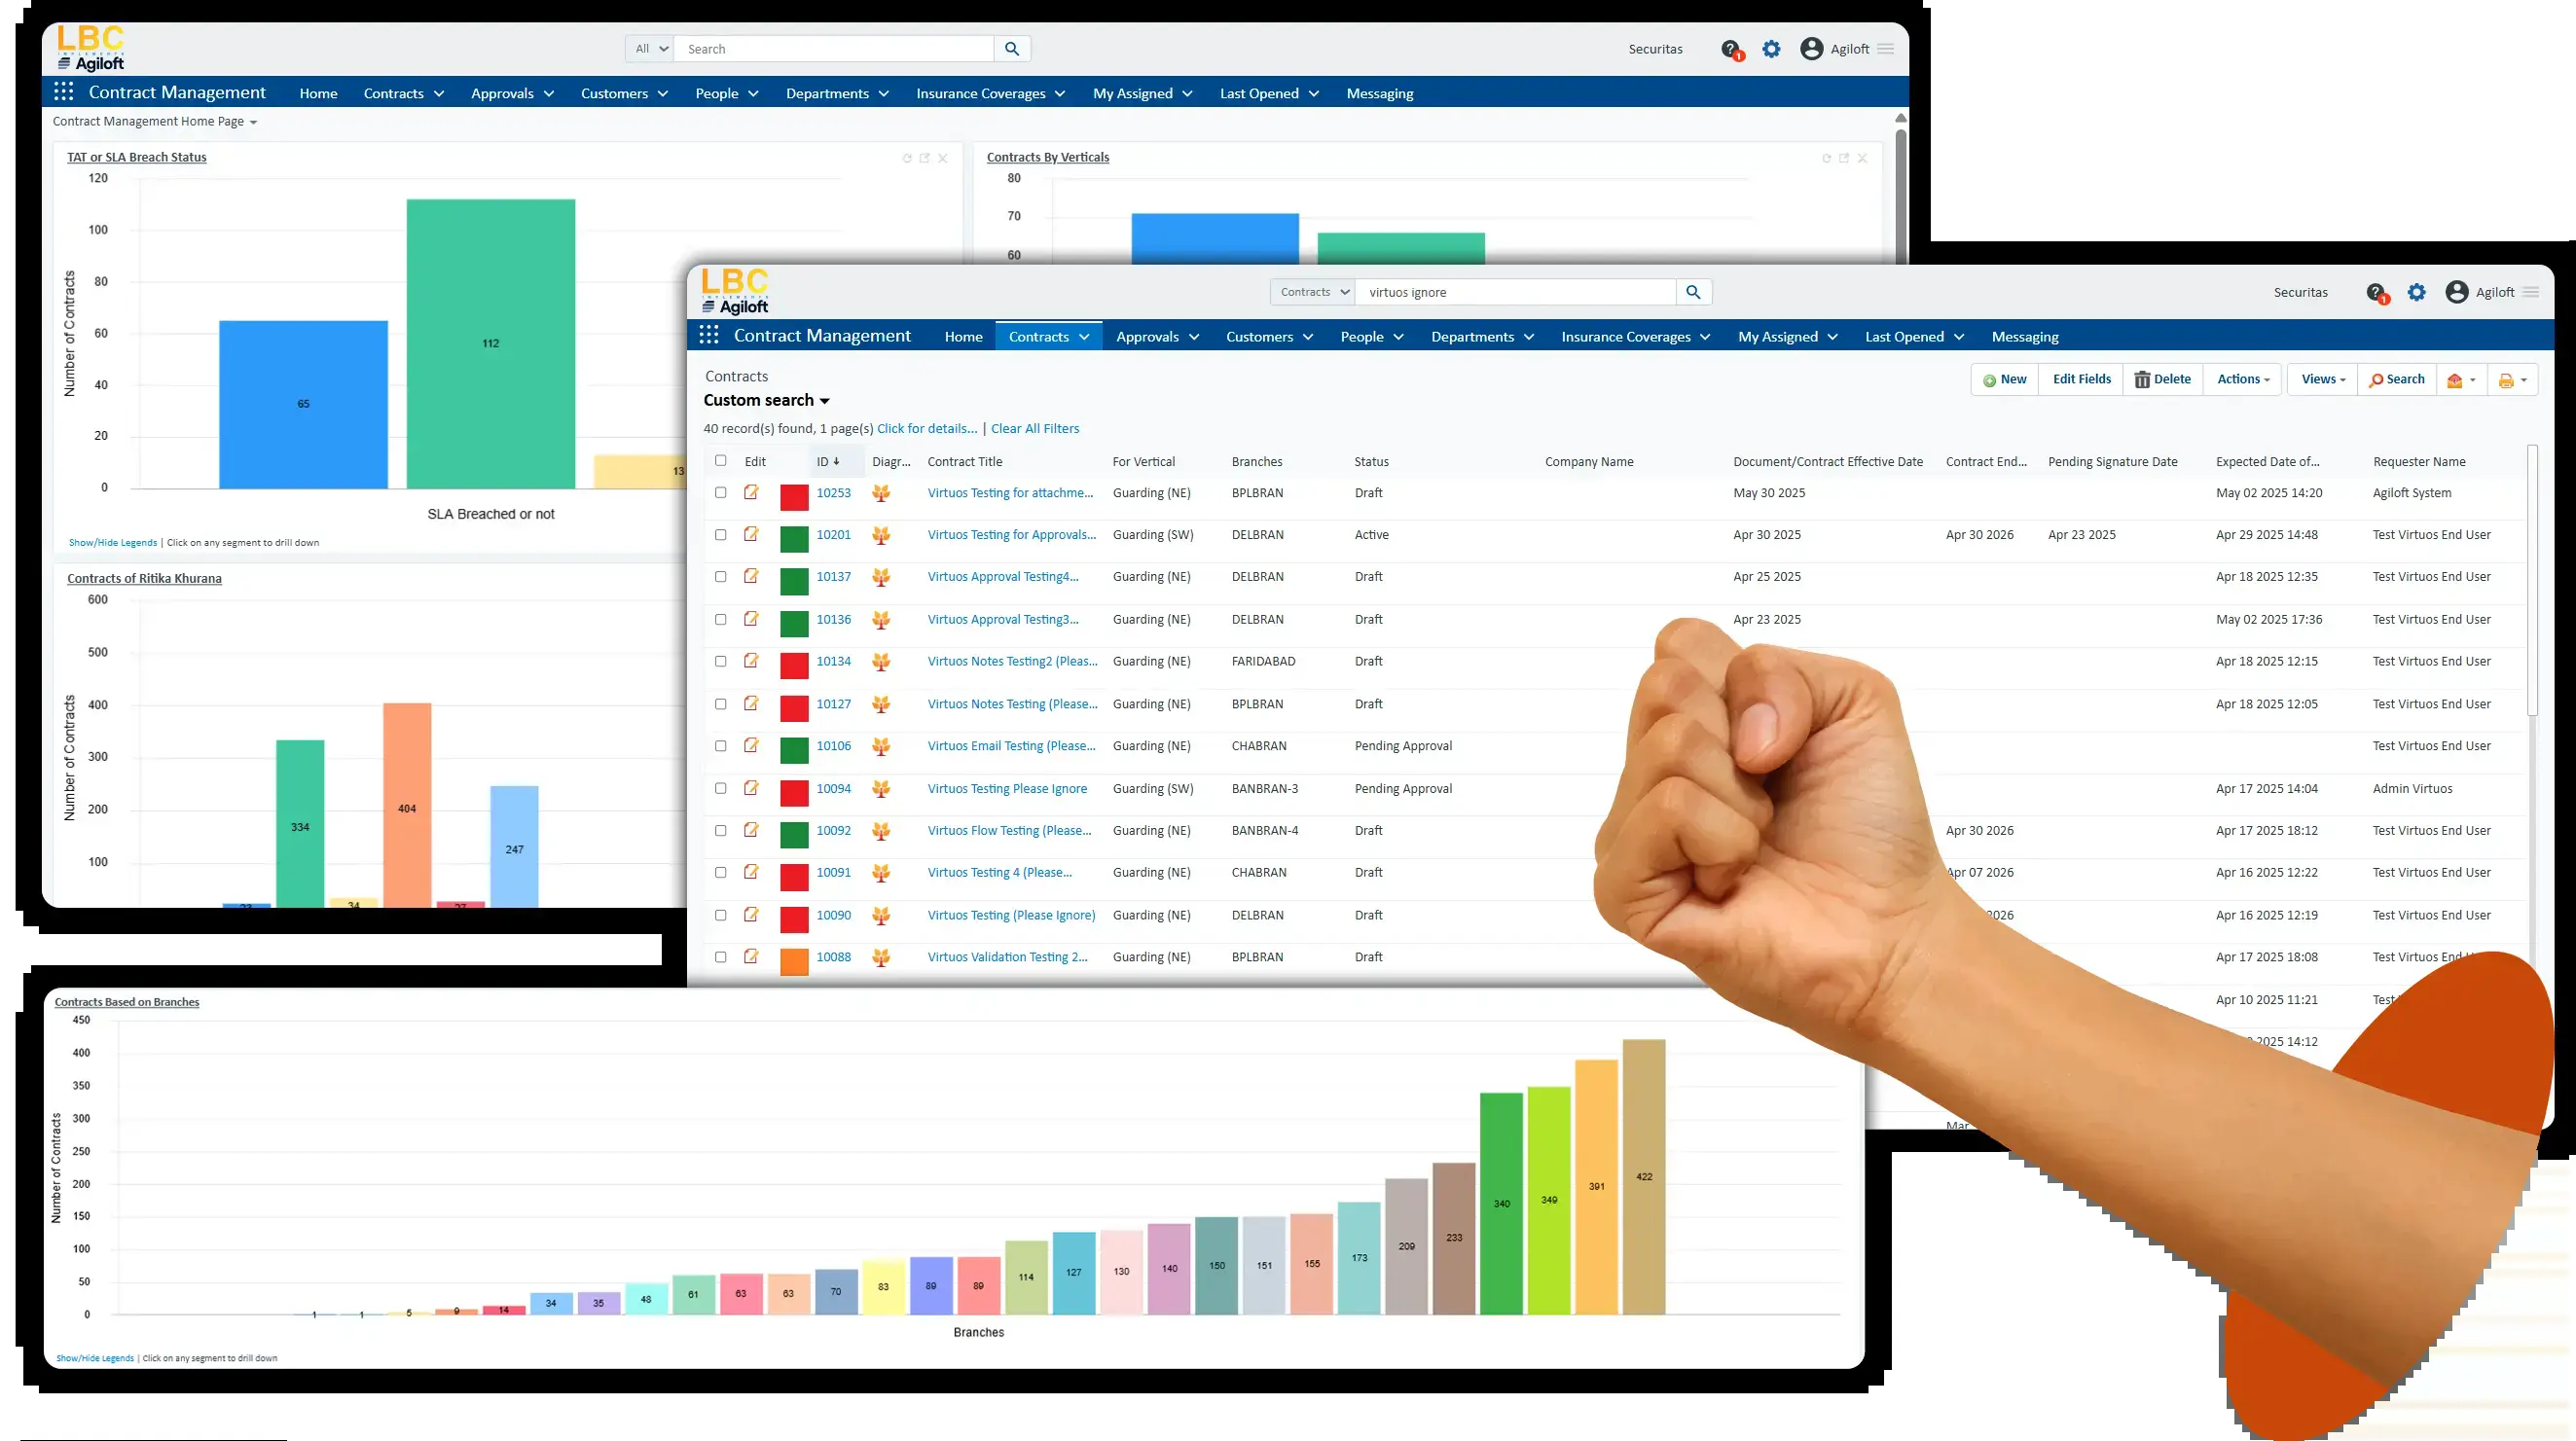 LBC
IMPLEMENTS
Agiloft
All
Search
Securitas
1
Agiloft
Contract Management Home Contracts Approvals Customers People Departments Insurance Coverages My Assigned Last Opened Messaging
Contract Management Home Page
TAT or SLA Breach Status
120
100
80
60
40
20
0
Number of Contracts
65
112
13
SLA Breached or not
Show/Hide Legends | Click on any segment to drill down
Contracts By Verticals
80
70
60
Contracts of Ritika Khurana
600
500
400
300
200
100
Number of Contracts
334
34
404
27
247
LBC
IMPLEMENTS
Agiloft
Contracts
virtuos ignore
Securitas
1
Agiloft
Contract Management Home Contracts Approvals Customers People Departments Insurance Coverages My Assigned Last Opened Messaging
Contracts
Custom search
New Edit Fields Delete Actions Views Search
40 record(s) found, 1 page(s) Click for details... | Clear All Filters
Edit ID Diagr... Contract Title For Vertical Branches Status Company Name Document/Contract Effective Date Contract End... Pending Signature Date Expected Date of... Requester Name
10253 Virtuos Testing for attachme... Guarding (NE) BPLBRAN Draft May 30 2025 May 02 2025 14:20 Agiloft System
10201 Virtuos Testing for Approvals... Guarding (SW) DELBRAN Active Apr 30 2025 Apr 30 2026 Apr 23 2025 Apr 29 2025 14:48 Test Virtuos End User
10137 Virtuos Approval Testing4... Guarding (NE) DELBRAN Draft Apr 25 2025 Apr 18 2025 12:35 Test Virtuos End User
10136 Virtuos Approval Testing3... Guarding (NE) DELBRAN Draft Apr 23 2025 May 02 2025 17:36 Test Virtuos End User
10134 Virtuos Notes Testing2 (Pleas... Guarding (NE) FARIDABAD Draft Apr 18 2025 12:15 Test Virtuos End User
10127 Virtuos Notes Testing (Please... Guarding (NE) BPLBRAN Draft Apr 18 2025 12:05 Test Virtuos End User
10106 Virtuos Email Testing (Please... Guarding (NE) CHABRAN Pending Approval Test Virtuos End User
10094 Virtuos Testing Please Ignore Guarding (SW) BANBRAN-3 Pending Approval Apr 17 2025 14:04 Admin Virtuos
10092 Virtuos Flow Testing (Please... Guarding (NE) BANBRAN-4 Draft Apr 30 2026 Apr 17 2025 18:12 Test Virtuos End User
10091 Virtuos Testing 4 (Please... Guarding (NE) CHABRAN Draft Apr 07 2026 Apr 16 2025 12:22 Test Virtuos End User
10090 Virtuos Testing (Please Ignore) Guarding (NE) DELBRAN Draft 2026 Apr 16 2025 12:19 Test Virtuos End User
10088 Virtuos Validation Testing 2... Guarding (NE) BPLBRAN Draft Apr 17 2025 18:08 Test Virtuos End
Apr 10 2025 11:21 Test
2025 14:12
Mar
Contracts Based on Branches
450
400
350
300
250
200
150
100
50
0
Number of Contracts
1 1 5 9 14 34 35 48 61 63 63 70 83 89 89 114 127 130 140 150 151 155 173 209 233 340 349 391 422
Branches
Show/Hide Legends | Click on any segment to drill down